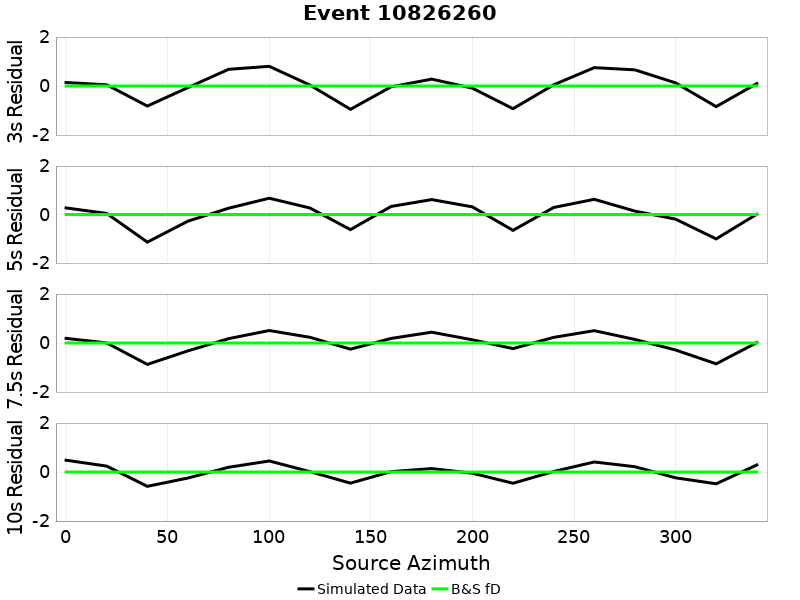 Event 10826260
3s Residual
2
0
-2
5s Residual
2
0
-2
7.5s Residual
2
0
-2
10s Residual
2
0
-2
0 50 100 150 200 250 300
Source Azimuth
Simulated Data B&S fD